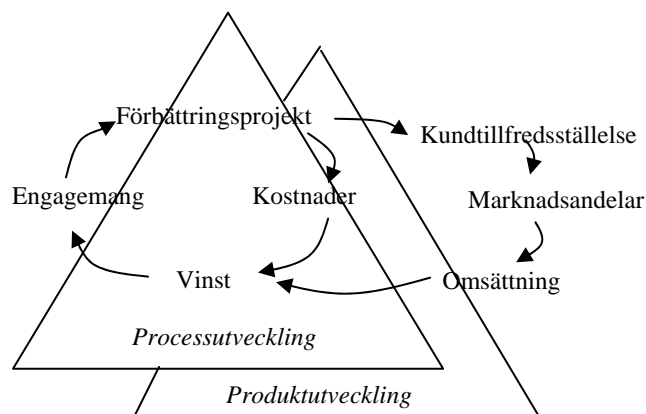 Förbättringsprojekt
Kundtillfredsställelse
Engagemang
Kostnader
Marknadsandelar
Vinst
Omsättning
Processutveckling
Produktutveckling